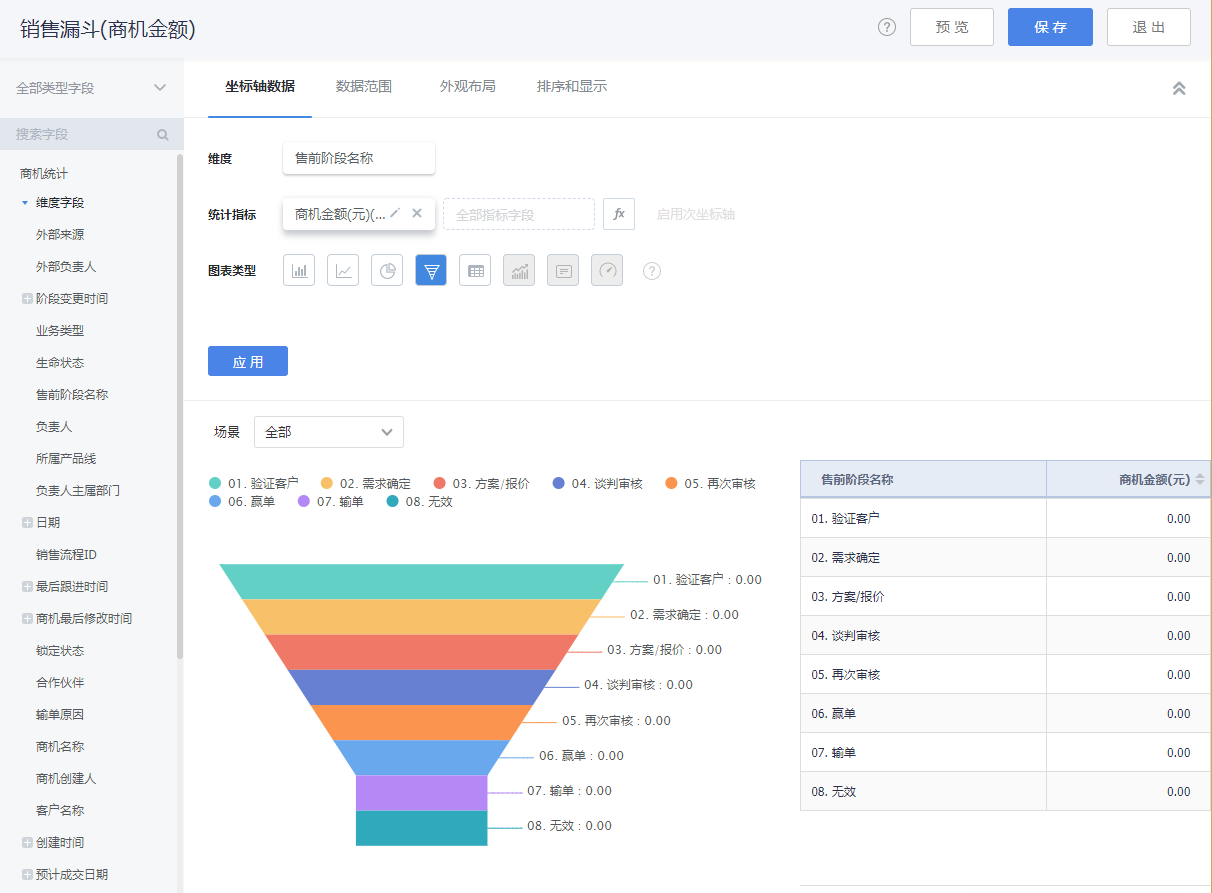 销售漏斗(商机金额)
?
预 览
保 存
退 出
全部类型字段
搜索字段
商机统计
维度字段
外部来源
外部负责人
阶段变更时间
业务类型
生命状态
售前阶段名称
负责人
所属产品线
负责人主属部门
日期
销售流程ID
最后跟进时间
商机最后修改时间
锁定状态
合作伙伴
输单原因
商机名称
商机创建人
客户名称
创建时间
预计成交日期
坐标轴数据
数据范围
外观布局
排序和显示
维度
售前阶段名称
统计指标
商机金额(元)(...
全部指标字段
fx
启用次坐标轴
图表类型
?
应 用
场景
全部
01. 验证客户
02. 需求确定
03. 方案/报价
04. 谈判审核
05. 再次审核
06. 赢单
07. 输单
08. 无效
01. 验证客户 : 0.00
02. 需求确定 : 0.00
03. 方案/报价 : 0.00
04. 谈判审核 : 0.00
05. 再次审核 : 0.00
06. 赢单 : 0.00
07. 输单 : 0.00
08. 无效 : 0.00
售前阶段名称 商机金额(元)
01. 验证客户 0.00
02. 需求确定 0.00
03. 方案/报价 0.00
04. 谈判审核 0.00
05. 再次审核 0.00
06. 赢单 0.00
07. 输单 0.00
08. 无效 0.00